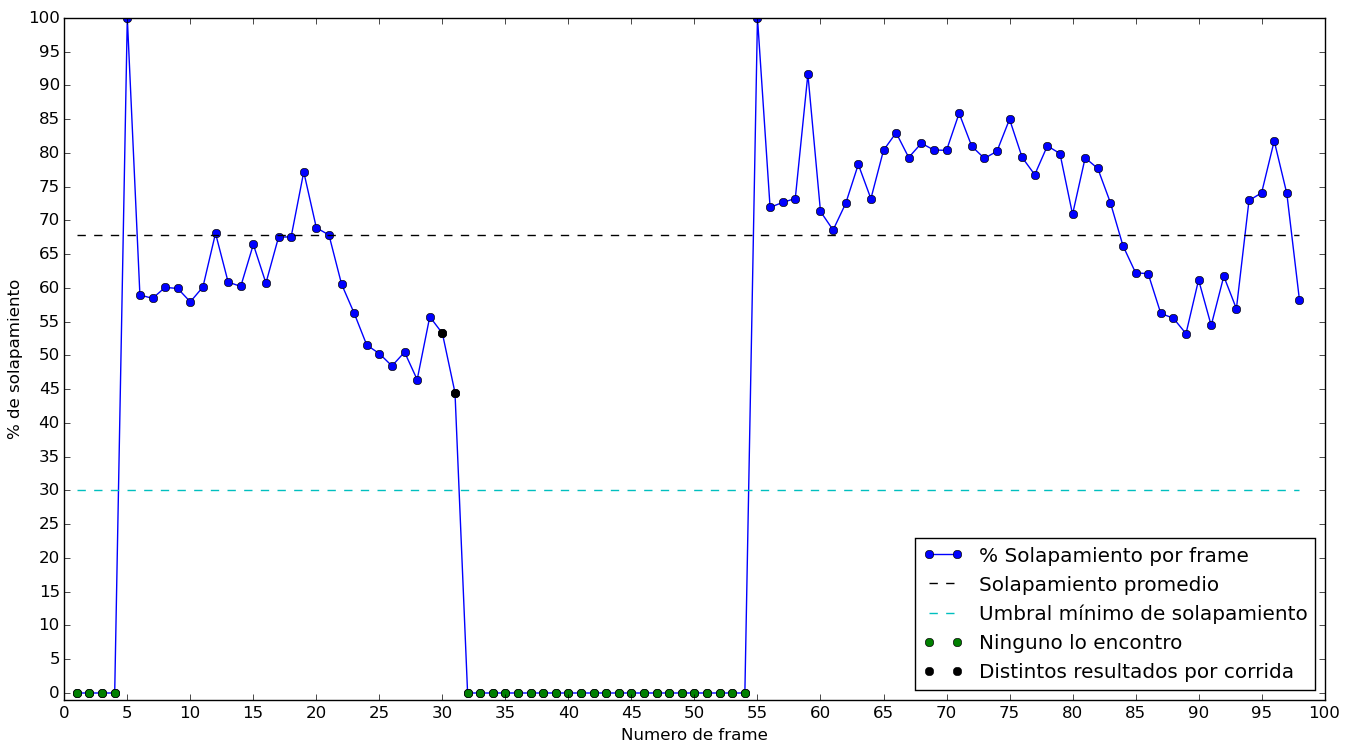 100
95
90
85
80
75
70
65
60
55
50
45
40
35
30
25
20
15
10
5
0
% de solapamiento
% Solapamiento por frame
Solapamiento promedio
Umbral mínimo de solapamiento
Ninguno lo encontro
Distintos resultados por corrida
0 5 10 15 20 25 30 35 40 45 50 55 60 65 70 75 80 85 90 95 100
Numero de frame